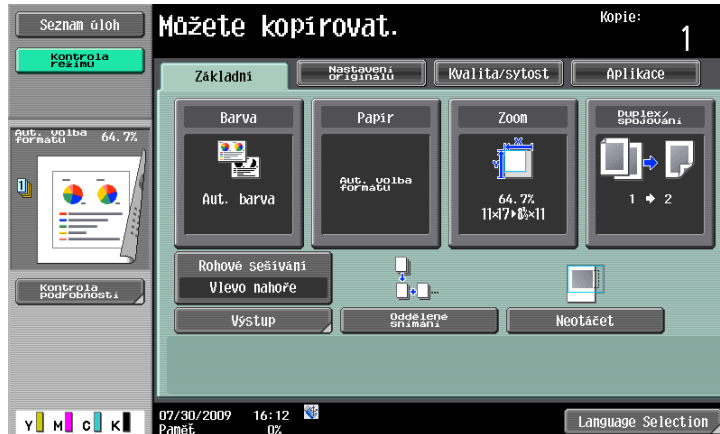 Seznam úloh
Můžete kopírovat.
Kopie:
1
Kontrola
režimu
Základní
Nastavení
originálu
Kvalita/sytost
Aplikace
Aut. volba
formátu
64.7%
Barva
Aut. barva
Papír
Aut. volba
formátu
Zoom
64.7%
11×17▸8½×11
Duplex/
spojování
1 ➔ 2
Kontrola
podrobností
Rohové sešívání
Vlevo nahoře
Výstup
Oddělené
snímání
Neotáčet
Y M C K
07/30/2009 16:12
Paměť 0%
Language Selection